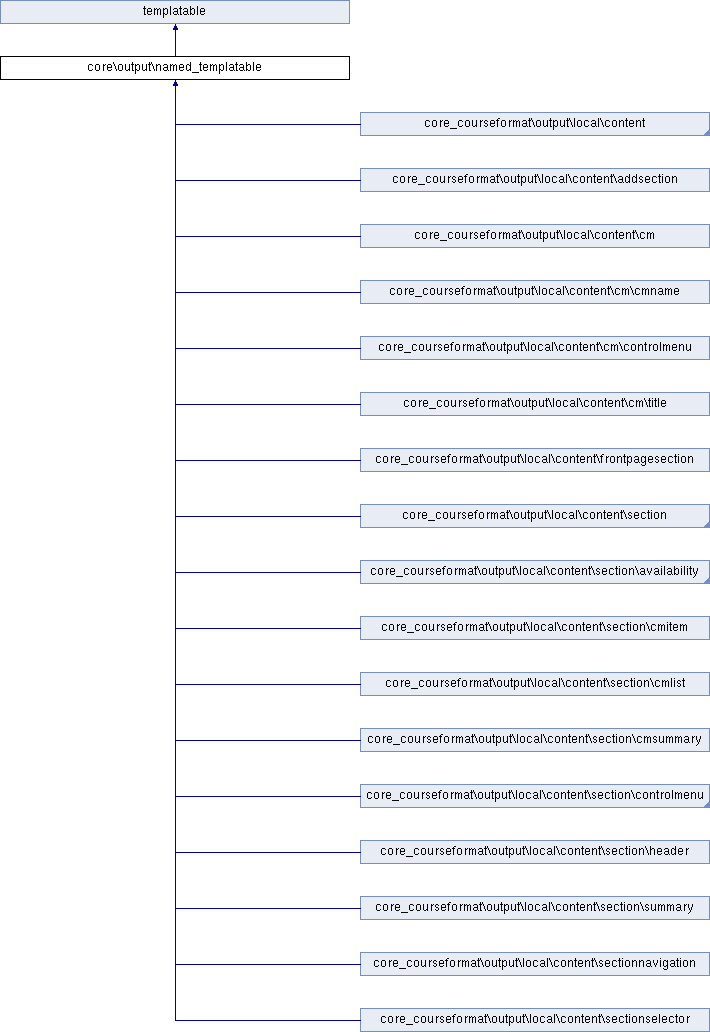 templatable
core\output\named_templatable
core_courseformat\output\local\content
core_courseformat\output\local\content\addsection
core_courseformat\output\local\content\cm
core_courseformat\output\local\content\cm\cmname
core_courseformat\output\local\content\cm\controlmenu
core_courseformat\output\local\content\cm\title
core_courseformat\output\local\content\frontpagesection
core_courseformat\output\local\content\section
core_courseformat\output\local\content\section\availability
core_courseformat\output\local\content\section\cmitem
core_courseformat\output\local\content\section\cmlist
core_courseformat\output\local\content\section\cmsummary
core_courseformat\output\local\content\section\controlmenu
core_courseformat\output\local\content\section\header
core_courseformat\output\local\content\section\summary
core_courseformat\output\local\content\sectionnavigation
core_courseformat\output\local\content\sectionselector